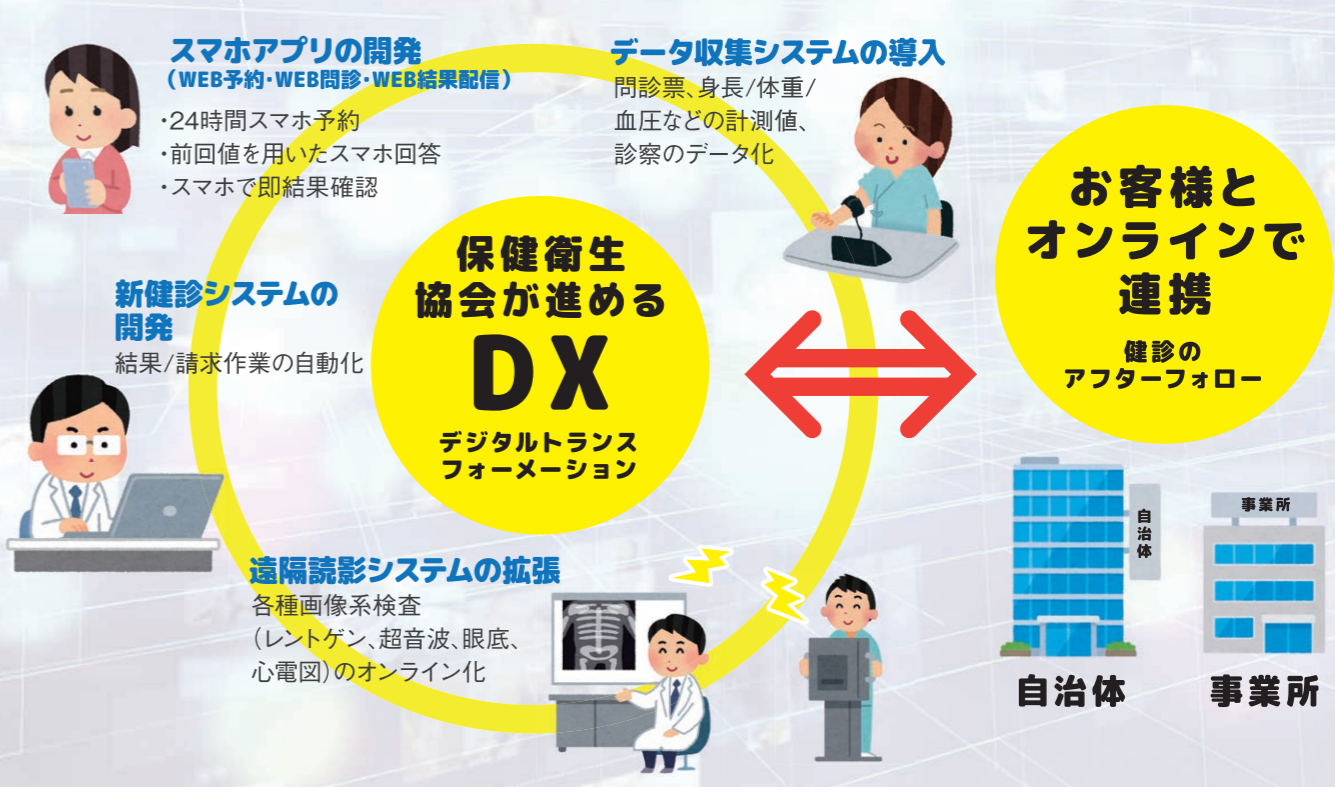 スマホアプリの開発
(WEB予約・WEB問診・WEB結果配信)
・24時間スマホ予約
・前回値を用いたスマホ回答
・スマホで即結果確認
データ収集システムの導入
問診票、身長/体重/
血圧などの計測値、
診察のデータ化
新健診システムの
開発
結果/請求作業の自動化
保健衛生
協会が進める
DX
デジタルトランス
フォーメーション
遠隔読影システムの拡張
各種画像系検査
(レントゲン、超音波、眼底、
心電図)のオンライン化
お客様と
オンラインで
連携
健診の
アフターフォロー
自治体
事業所
自治体
事業所